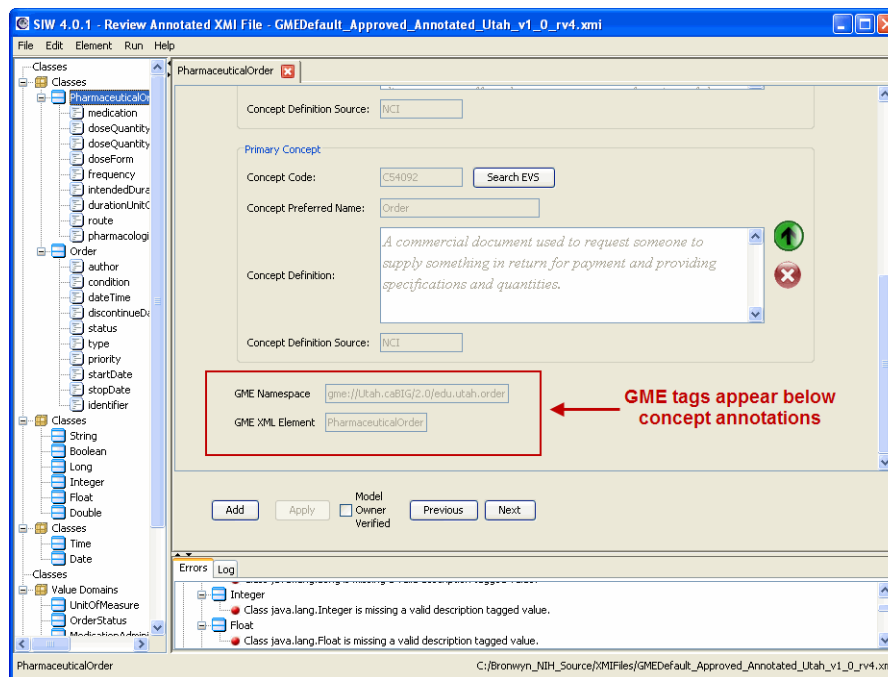 SIW 4.0.1 - Review Annotated XMI File - GMEDefault_Approved_Annotated_Utah_v1_0_rv4.xmi
File Edit Element Run Help
Classes
Classes
PharmaceuticalOr
medication
doseQuantity
doseQuantity
doseForm
frequency
intendedDura
durationUnitO
route
pharmacologi
Order
author
condition
dateTime
discontinueDa
status
type
priority
startDate
stopDate
identifier
Classes
String
Boolean
Long
Integer
Float
Double
Classes
Time
Date
Classes
Value Domains
UnitOfMeasure
OrderStatus
PharmaceuticalOrder
Concept Definition Source: NCI
Primary Concept
Concept Code: C54092 Search EVS
Concept Preferred Name: Order
Concept Definition:
A commercial document used to request someone to
supply something in return for payment and providing
specifications and quantities.
Concept Definition Source: NCI
GME Namespace gme://Utah.caBIG/2.0/edu.utah.order
GME XML Element PharmaceuticalOrder
GME tags appear below
concept annotations
Add Apply Model Owner Verified Previous Next
Errors Log
Integer
Class java.lang.Integer is missing a valid description tagged value.
Float
Class java.lang.Float is missing a valid description tagged value.
PharmaceuticalOrder
C:/Bronwyn_NIH_Source/XMIFiles/GMEDefault_Approved_Annotated_Utah_v1_0_rv4.xm